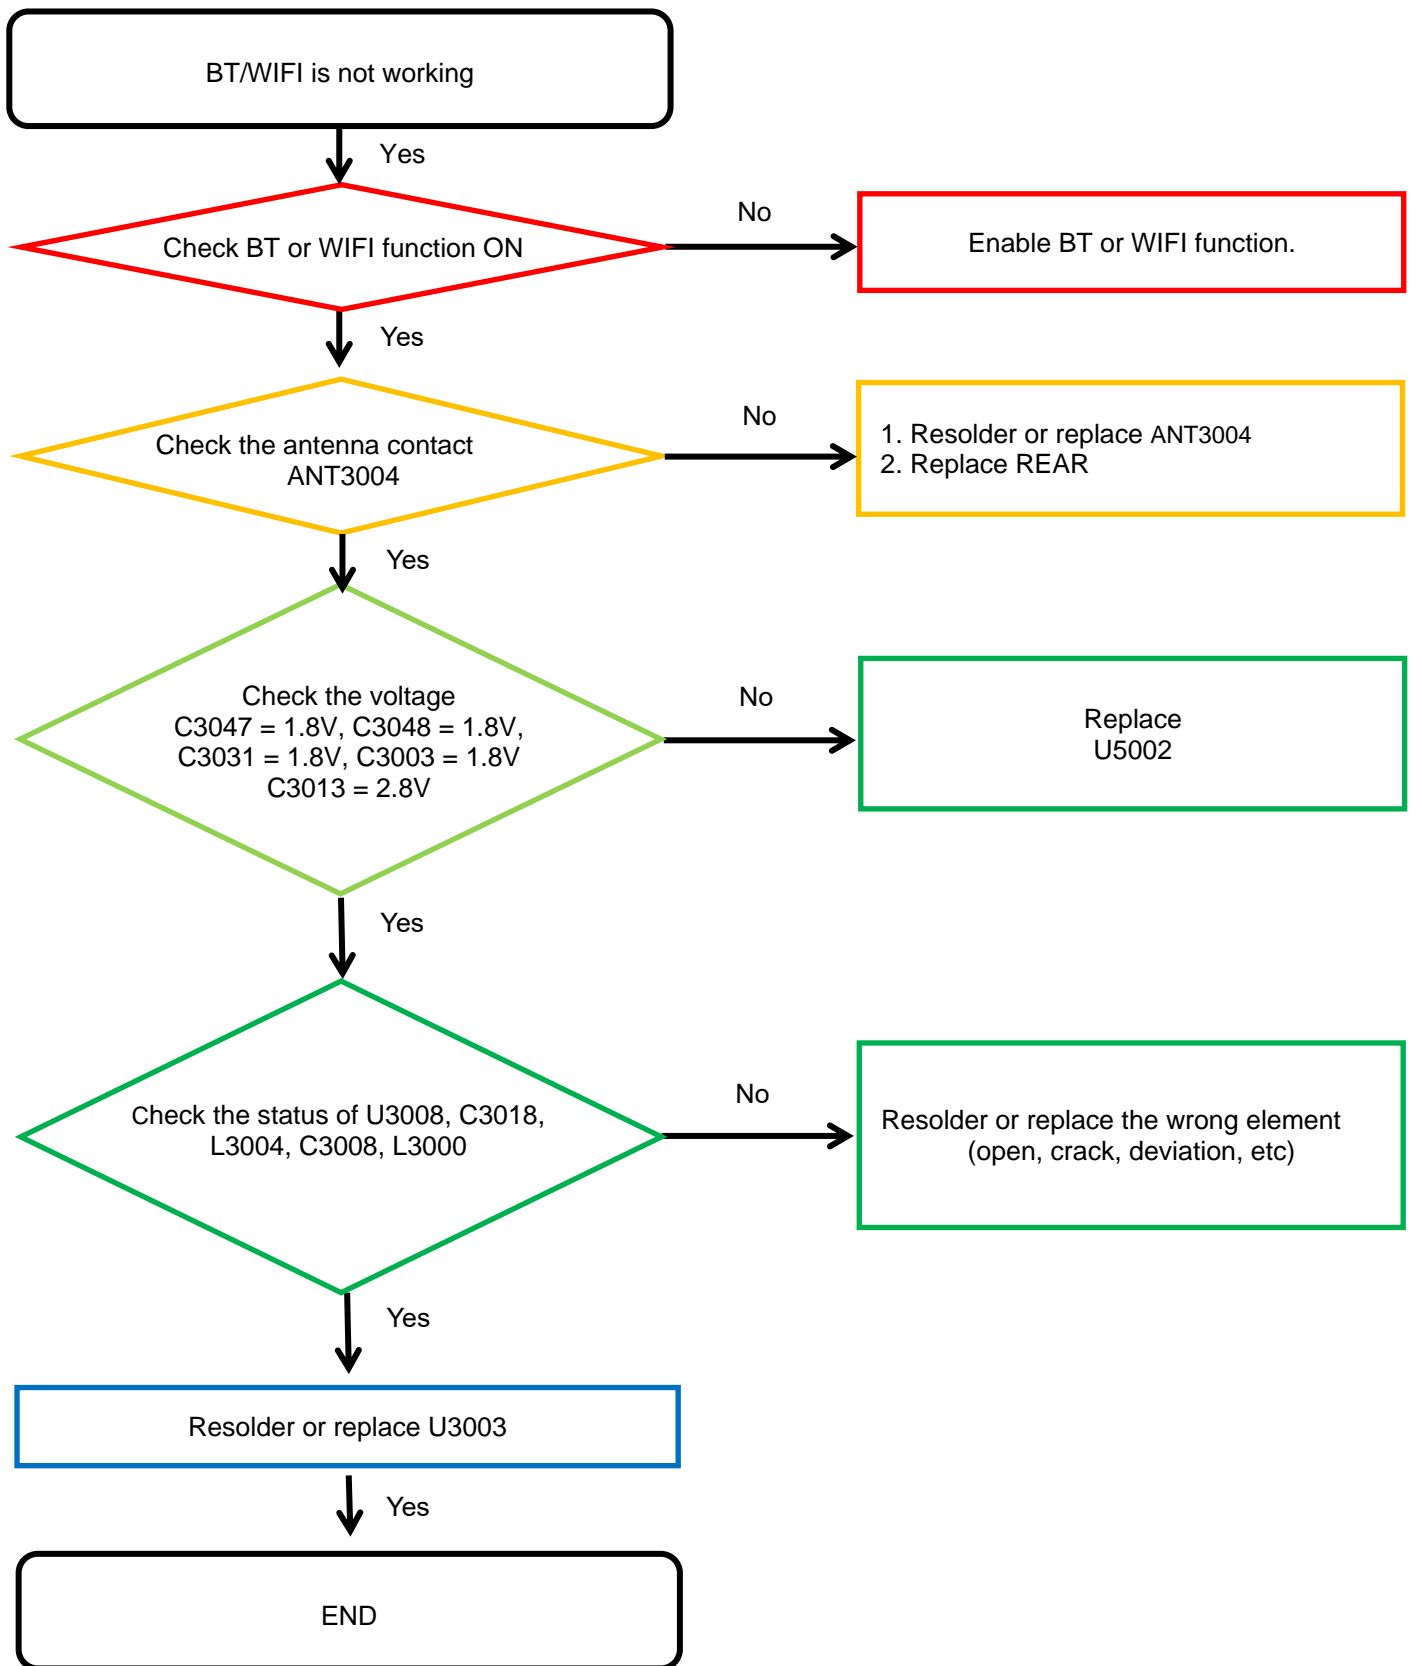 BT/WIFI is not working
Yes
Check BT or WIFI function ON
No
Enable BT or WIFI function.
Yes
Check the antenna contact
ANT3004
No
1. Resolder or replace ANT3004
2. Replace REAR
Yes
Check the voltage
C3047 = 1.8V, C3048 = 1.8V,
C3031 = 1.8V, C3003 = 1.8V
C3013 = 2.8V
No
Replace
U5002
Yes
Check the status of U3008, C3018,
L3004, C3008, L3000
No
Resolder or replace the wrong element
(open, crack, deviation, etc)
Yes
Resolder or replace U3003
Yes
END